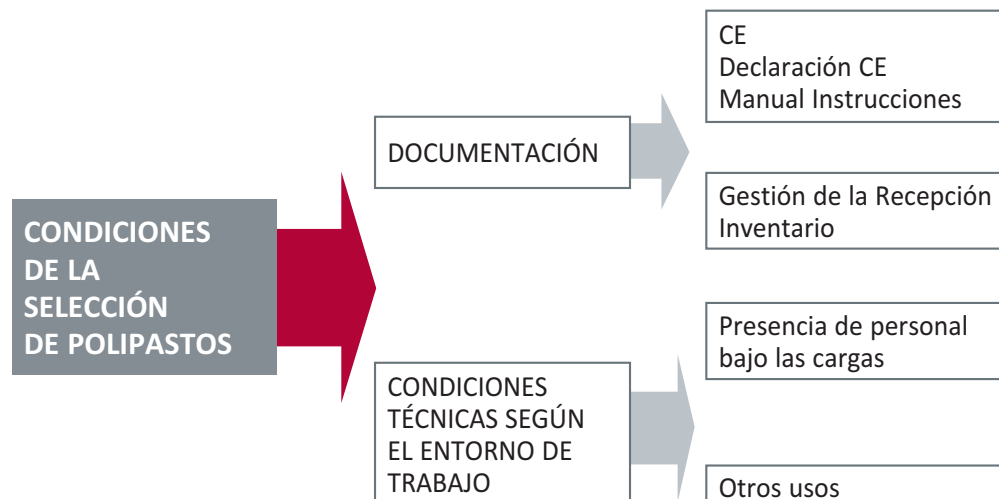 CONDICIONES
DE LA
SELECCIÓN
DE POLIPASTOS
DOCUMENTACIÓN
CE
Declaración CE
Manual Instrucciones
Gestión de la Recepción
Inventario
CONDICIONES
TÉCNICAS SEGÚN
EL ENTORNO DE
TRABAJO
Presencia de personal
bajo las cargas
Otros usos